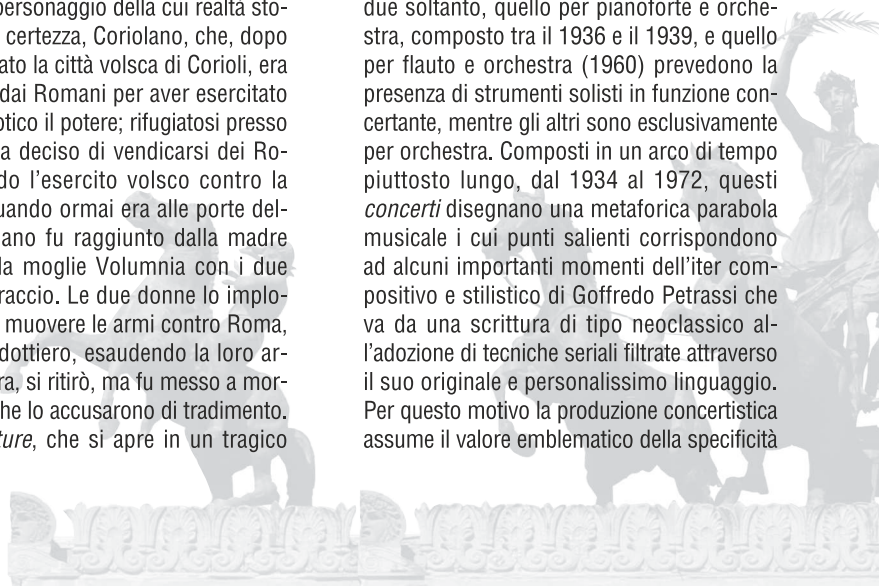 personaggio della cui realtà sto-
certezza, Coriolano, che, dopo
ato la città volsca di Corioli, era
dai Romani per aver esercitato
otico il potere; rifugiatosi presso
a deciso di vendicarsi dei Ro-
do l’esercito volsco contro la
uando ormai era alle porte del-
ano fu raggiunto dalla madre
la moglie Volumnia con i due
raccio. Le due donne lo implo-
muovere le armi contro Roma,
dottiero, esaudendo la loro ar-
ra, si ritirò, ma fu messo a mor-
he lo accusarono di tradimento.
ture, che si apre in un tragico
due soltanto, quello per pianoforte e orche-
stra, composto tra il 1936 e il 1939, e quello
per flauto e orchestra (1960) prevedono la
presenza di strumenti solisti in funzione con-
certante, mentre gli altri sono esclusivamente
per orchestra. Composti in un arco di tempo
piuttosto lungo, dal 1934 al 1972, questi
concerti disegnano una metaforica parabola
musicale i cui punti salienti corrispondono
ad alcuni importanti momenti dell’iter com-
positivo e stilistico di Goffredo Petrassi che
va da una scrittura di tipo neoclassico al-
l’adozione di tecniche seriali filtrate attraverso
il suo originale e personalissimo linguaggio.
Per questo motivo la produzione concertistica
assume il valore emblematico della specificità